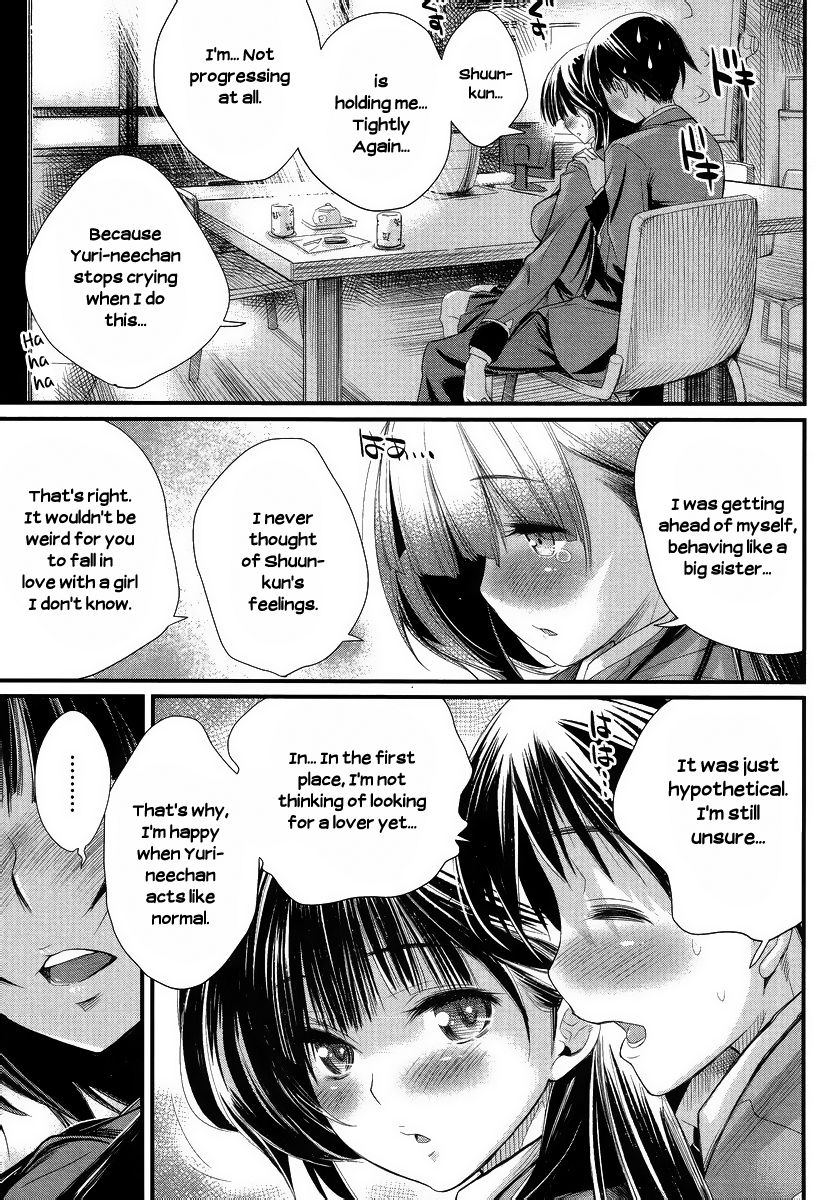 ドキ
Shuun-
kun...
is
holding me...
Tightly
Again...
I'm... Not
progressing
at all.
ドキ
Because
Yuri-neechan
stops crying
when I do
this...
Ha
ha
ha
I was getting
ahead of myself,
behaving like a
big sister...
はあ...
I never
thought
of Shuun-
kun's
feelings.
That's right.
It wouldn't be
weird for you
to fall in
love with a girl
I don't know.
It was just
hypothetical.
I'm still
unsure...
はは...
In... In the first
place, I'm not
thinking of looking
for a lover yet...
That's why,
I'm happy
when Yuri-
neechan
acts like
normal.
........